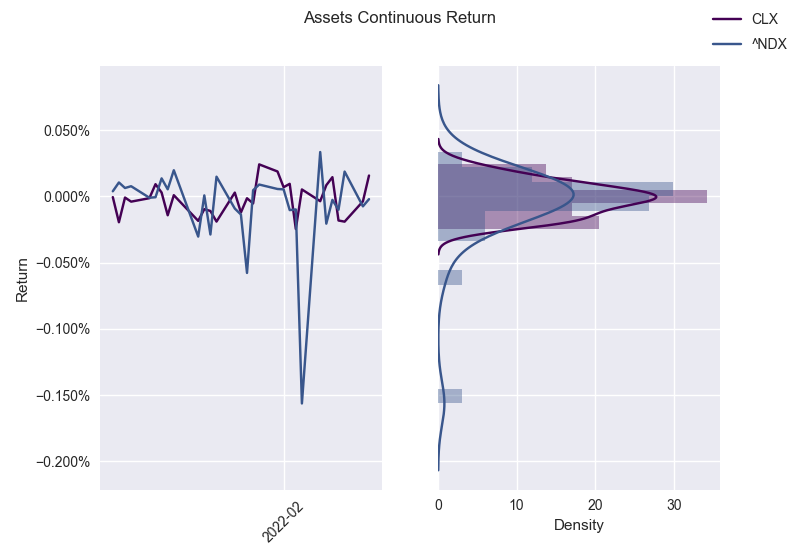 Assets Continuous Return
CLX
^NDX
0.050%
0.000%
−0.050%
−0.100%
−0.150%
−0.200%
Return
2022-02
0
10
20
30
Density